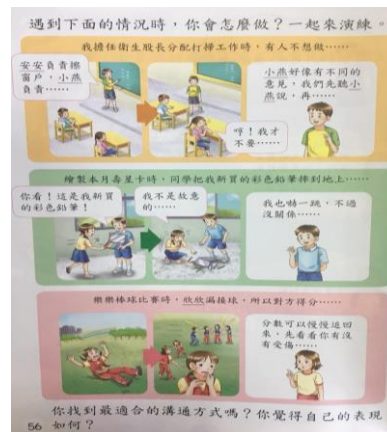 遇到下面的情況時，你會怎麼做？一起來演練。
我擔任衛生股長分配打掃工作時，有人不想做……
安安負責擦
窗戶，小燕
負責……
哼！我才
不要……
小燕好像有不同的
意見，我們先聽小
燕說，再……
繪製本月壽星卡時，同學把我新買的彩色鉛筆摔到地上……
你看！這是我新買
的彩色鉛筆！
我不是故意
的……
我也嚇一跳，不過
沒關係……
樂樂棒球比賽時，欣欣漏接球，所以對方得分……
分數可以慢慢追回
來，先看看你有沒
有受傷……
你找到最適合的溝通方式嗎？你覺得自己的表現
如何？
56